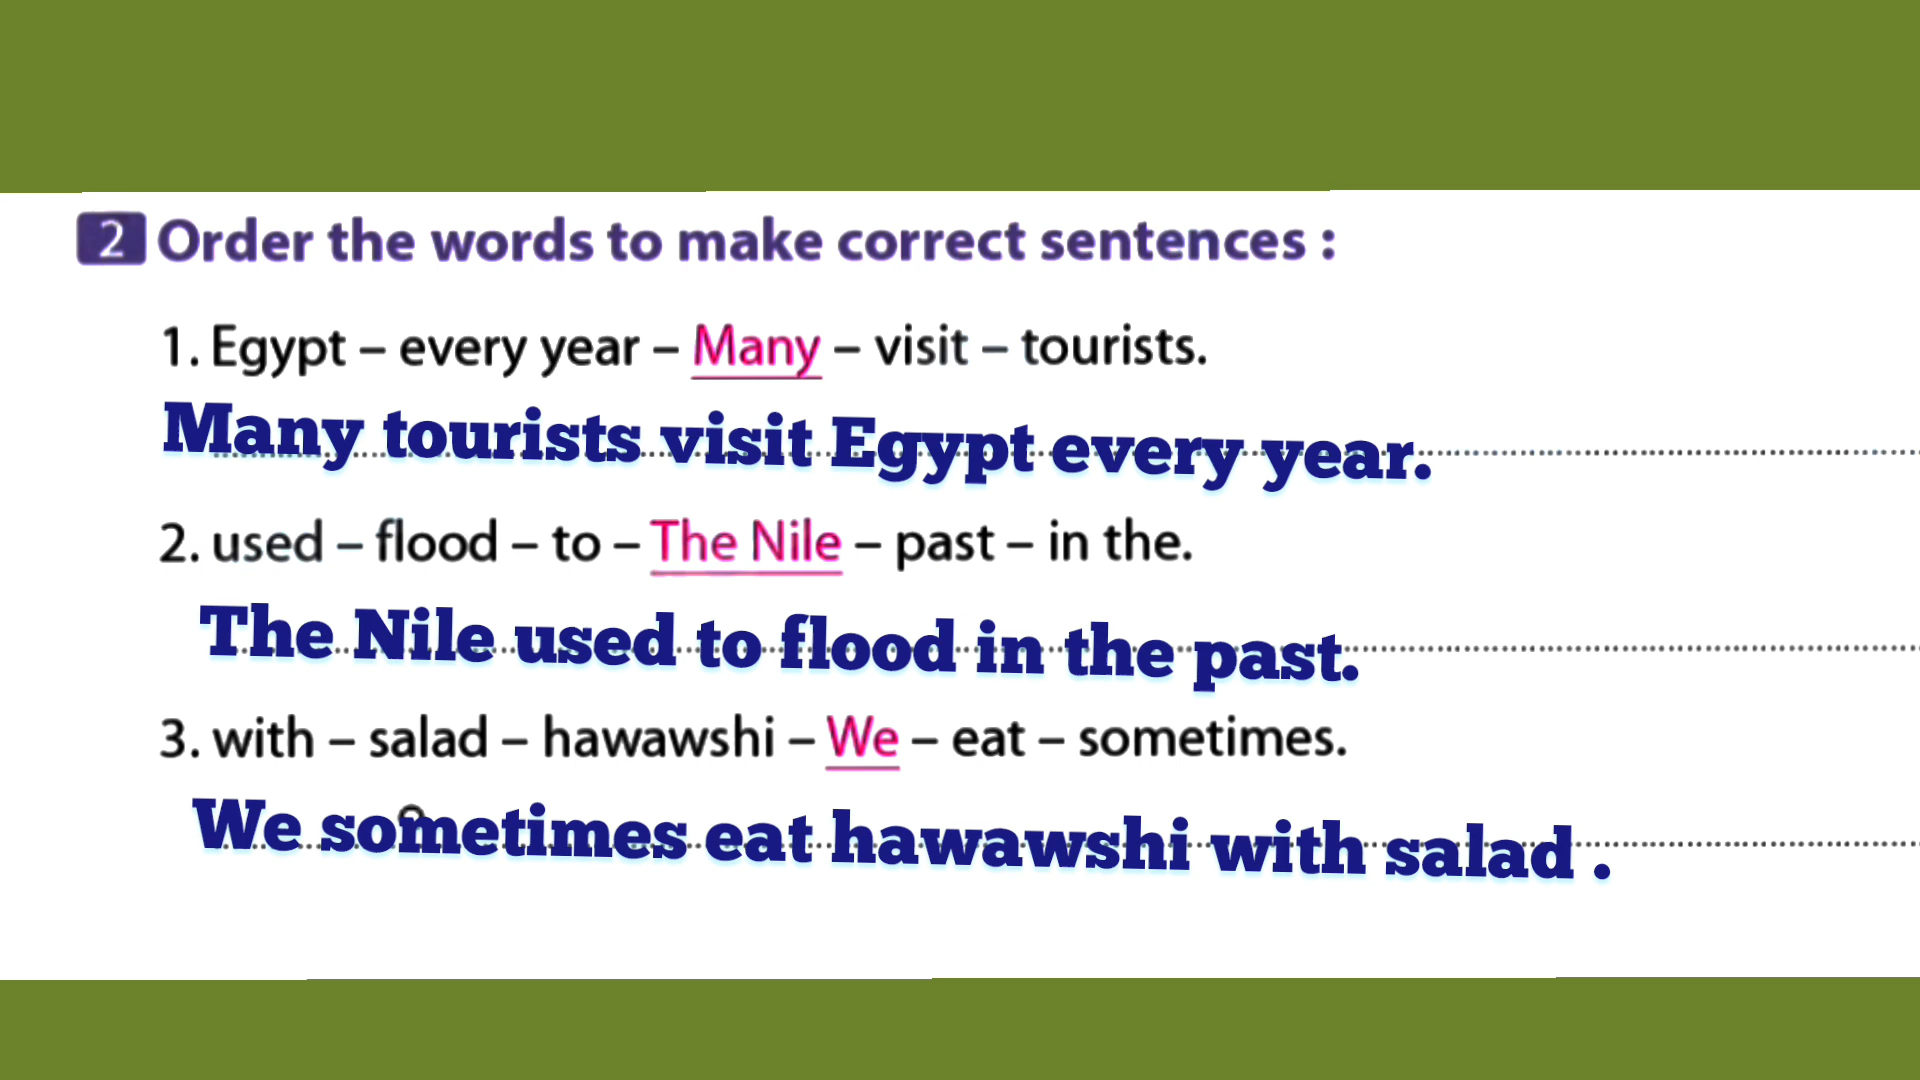 2 Order the words to make correct sentences :
1. Egypt – every year – Many – visit – tourists.
Many tourists visit Egypt every year.
2. used – flood – to – The Nile – past – in the.
The Nile used to flood in the past.
3. with – salad – hawawshi – We – eat – sometimes.
We sometimes eat hawawshi with salad .